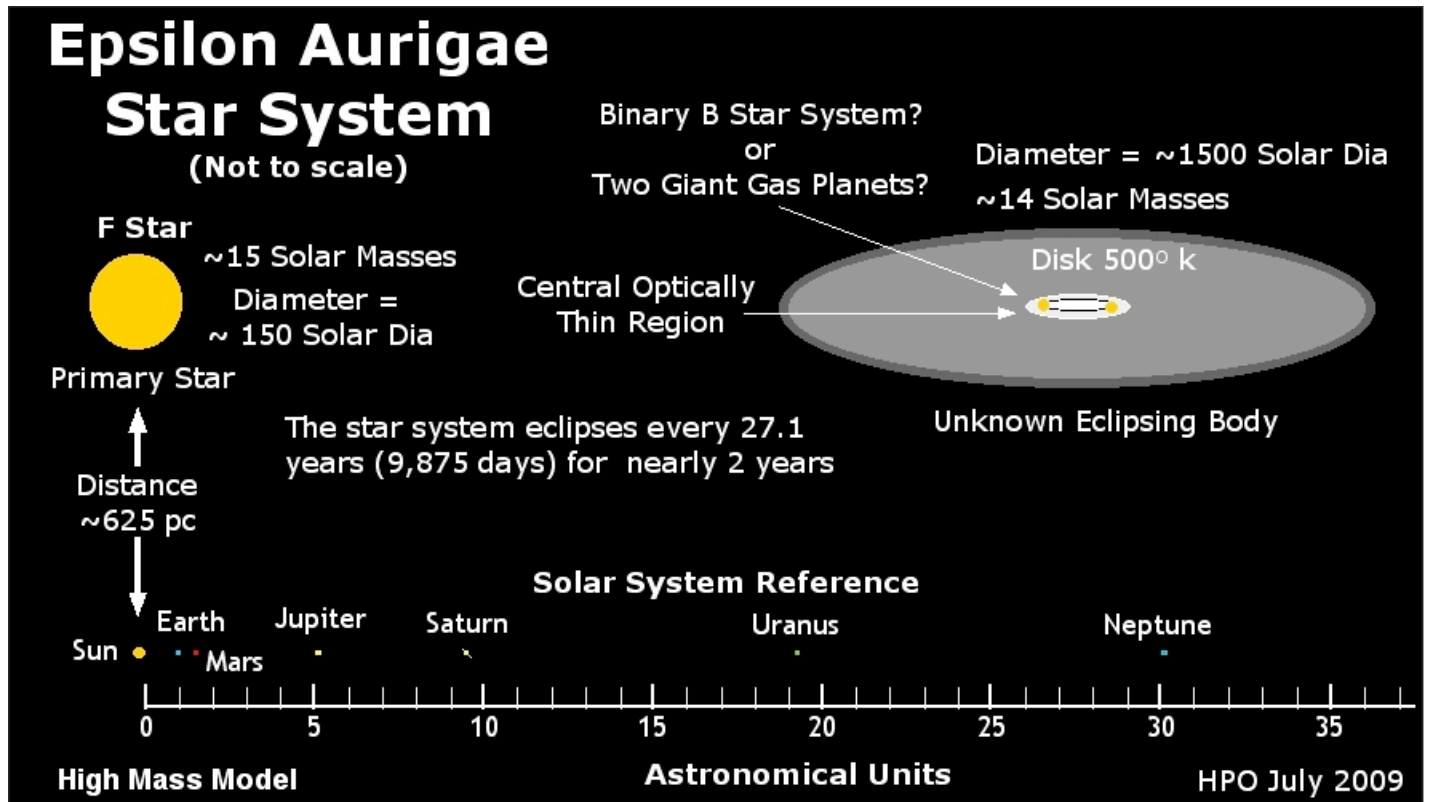 Epsilon Aurigae
Star System
(Not to scale)
Binary B Star System?
or
Two Giant Gas Planets?
Diameter = ~1500 Solar Dia
~14 Solar Masses
F Star
~15 Solar Masses
Diameter =
~ 150 Solar Dia
Primary Star
Central Optically
Thin Region
Disk 500º k
Unknown Eclipsing Body
The star system eclipses every 27.1
years (9,875 days) for nearly 2 years
Distance
~625 pc
Solar System Reference
Sun
Earth
Mars
Jupiter
Saturn
Uranus
Neptune
0 5 10 15 20 25 30 35
High Mass Model
Astronomical Units
HPO July 2009